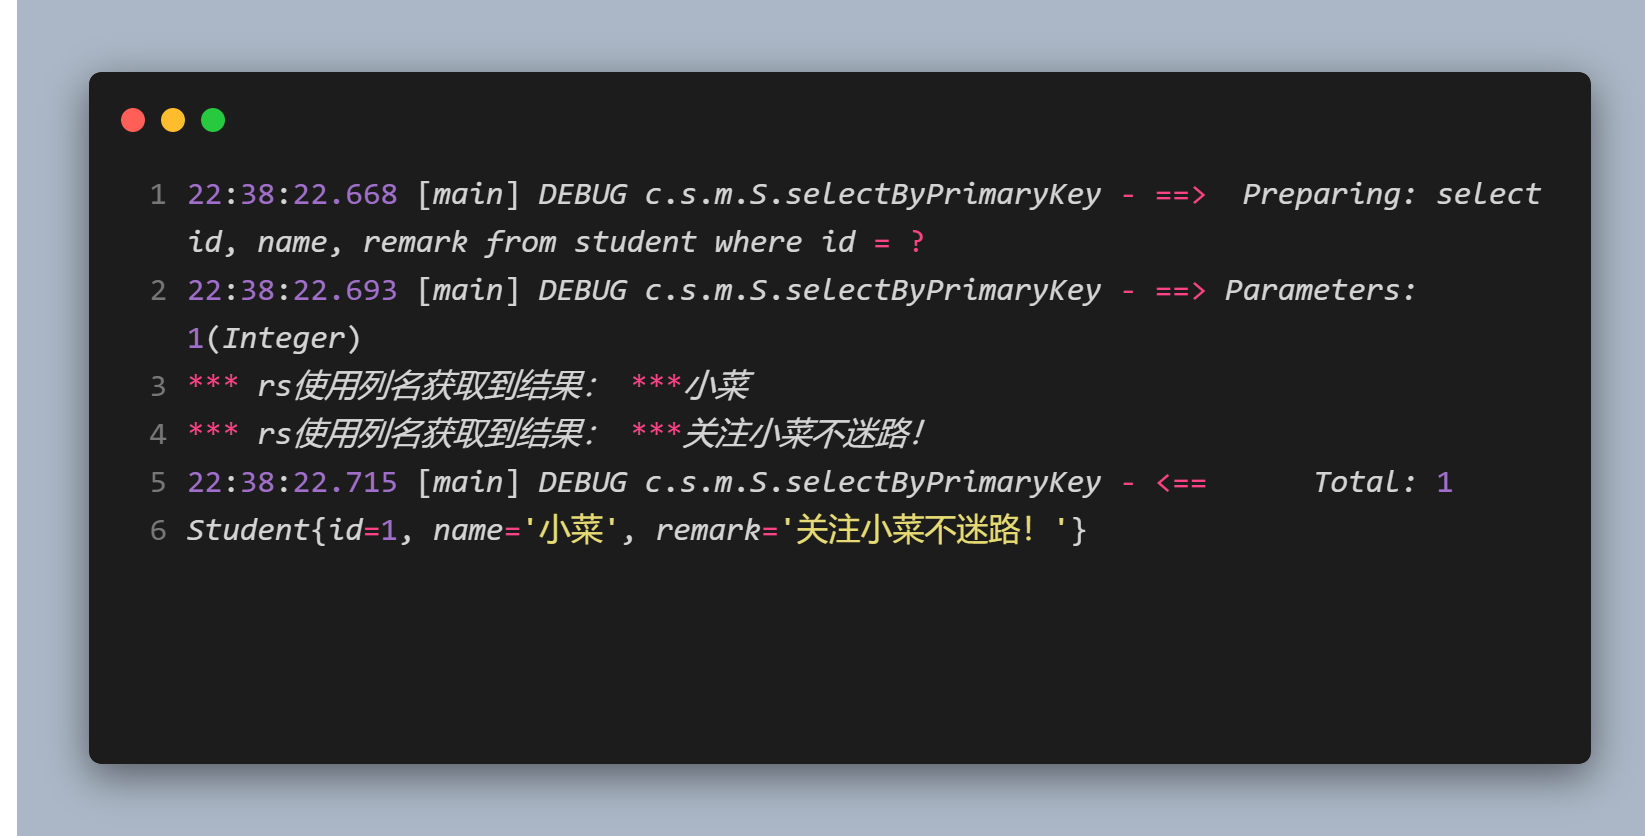 1 22:38:22.668 [main] DEBUG c.s.m.S.selectByPrimaryKey - ==>  Preparing: select
id, name, remark from student where id = ?
2 22:38:22.693 [main] DEBUG c.s.m.S.selectByPrimaryKey - ==> Parameters:
1(Integer)
3 *** rs使用列名获取到结果： ***小菜
4 *** rs使用列名获取到结果： ***关注小菜不迷路！
5 22:38:22.715 [main] DEBUG c.s.m.S.selectByPrimaryKey - <==      Total: 1
6 Student{id=1, name='小菜', remark='关注小菜不迷路！'}